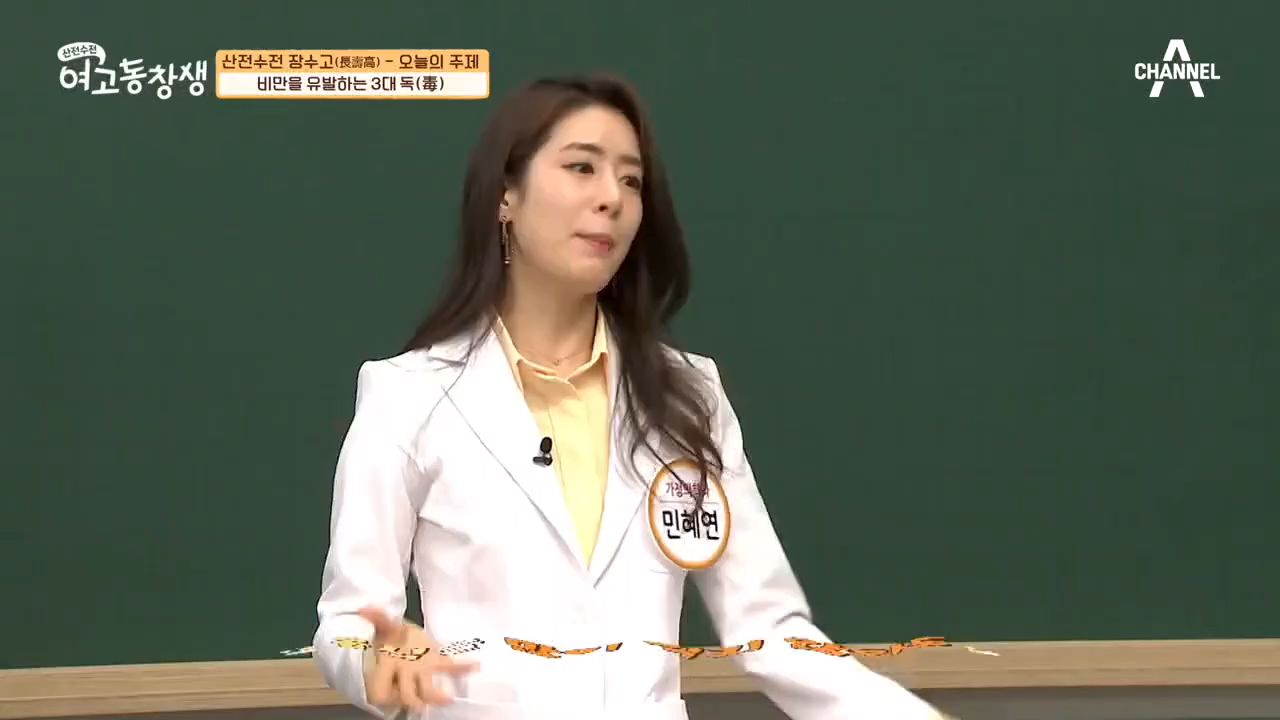 산전수전
여고동창생
산전수전 장수고(長壽高) - 오늘의 주제
비만을 유발하는 3대 독(毒)
CHANNEL A
민혜연